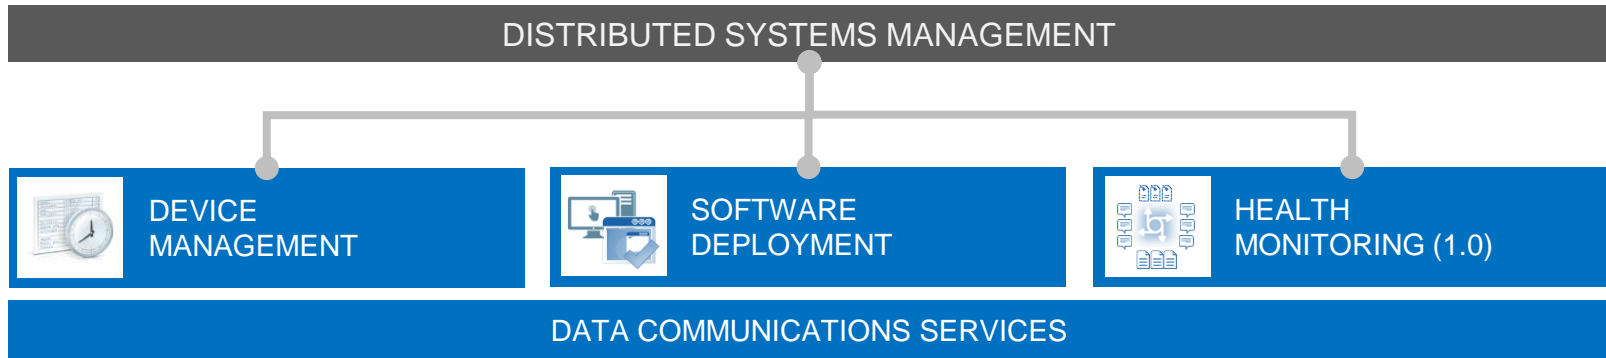 DISTRIBUTED SYSTEMS MANAGEMENT
DEVICE
MANAGEMENT
SOFTWARE
DEPLOYMENT
HEALTH
MONITORING (1.0)
DATA COMMUNICATIONS SERVICES